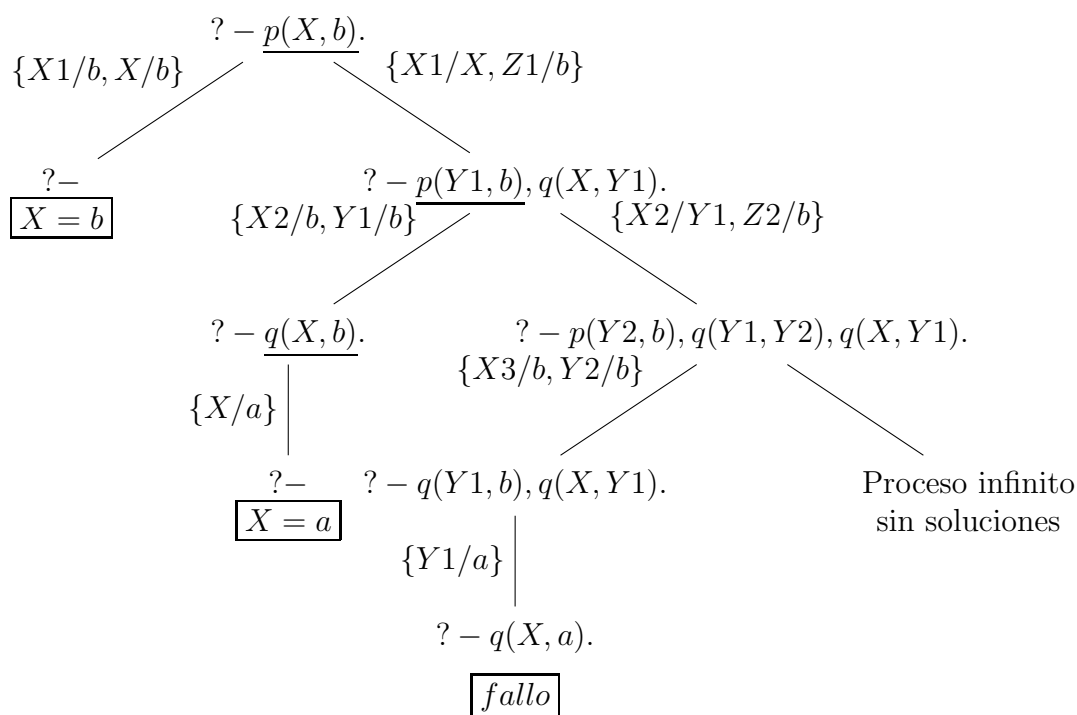 ? − p(X, b).
{X1/b, X/b}
{X1/X, Z1/b}
?−
X = b
? − p(Y1, b), q(X, Y1).
{X2/b, Y1/b}
{X2/Y1, Z2/b}
? − q(X, b).
? − p(Y2, b), q(Y1, Y2), q(X, Y1).
{X3/b, Y2/b}
{X/a}
?−
X = a
? − q(Y1, b), q(X, Y1).
Proceso infinito
sin soluciones
{Y1/a}
? − q(X, a).
fallo